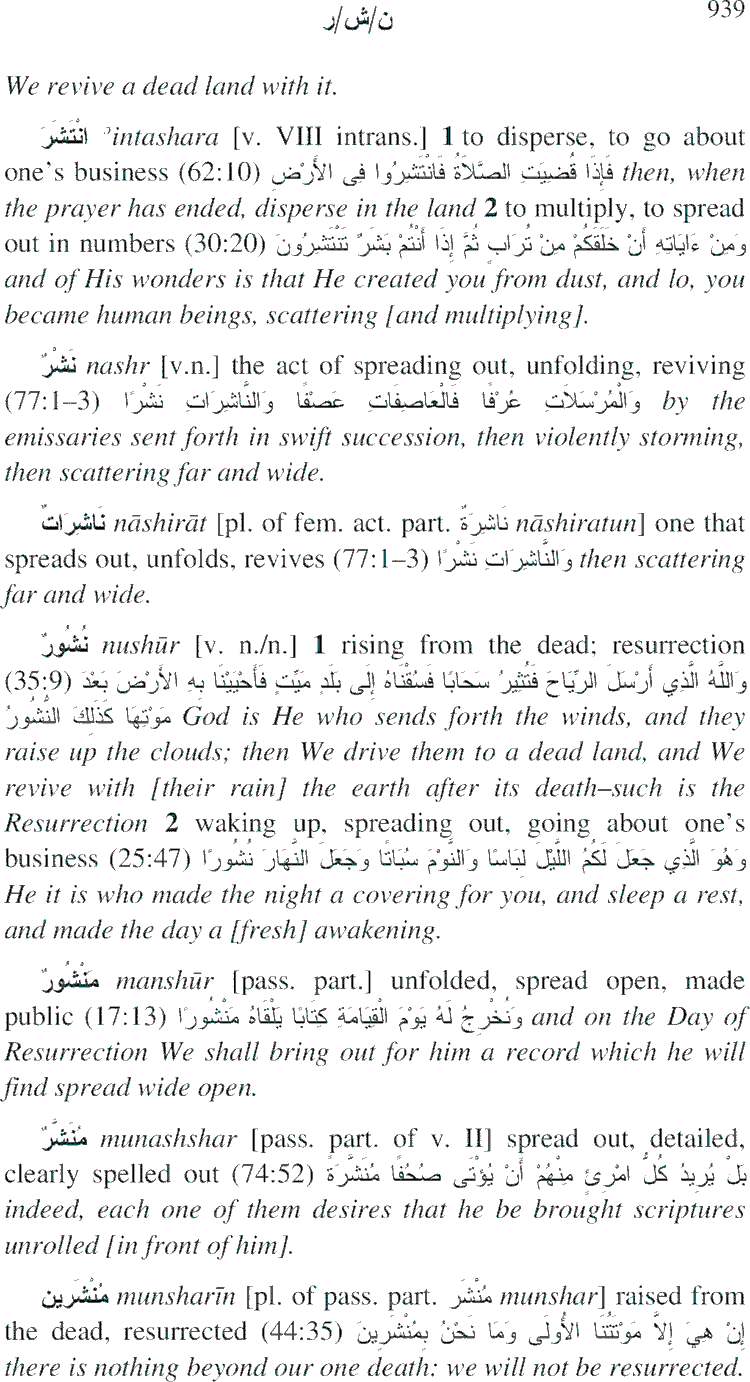 ن/ش/ر 939
We revive a dead land with it.
اِنْتَشَرَ ʾintashara [v. VIII intrans.] 1 to disperse, to go about
one's business (62:10) فَإِذَا قُضِيَتِ الصَّلاَةُ فَانْتَشِرُوا فِى الأَرْضِ then, when
the prayer has ended, disperse in the land 2 to multiply, to spread
out in numbers (30:20) وَمِنْ ءَايَاتِهِ أَنْ خَلَقَكُمْ مِنْ تُرَابٍ ثُمَّ إِذَا أَنْتُمْ بَشَرٌ تَنْتَشِرُونَ
and of His wonders is that He created you from dust, and lo, you
became human beings, scattering [and multiplying].
نَشْرٌ nashr [v.n.] the act of spreading out, unfolding, reviving
(77:1–3) وَالْمُرْسَلاَتِ عُرْفًا فَالْعَاصِفَاتِ عَصْفًا وَالنَّاشِرَاتِ نَشْرًا by the
emissaries sent forth in swift succession, then violently storming,
then scattering far and wide.
نَاشِرَاتٌ nāshirāt [pl. of fem. act. part. نَاشِرَةٌ nāshiratun] one that
spreads out, unfolds, revives (77:1–3) وَالنَّاشِرَاتِ نَشْرًا then scattering
far and wide.
نُشُورٌ nushūr [v. n./n.] 1 rising from the dead; resurrection
(35:9) وَاللَّهُ الَّذِي أَرْسَلَ الرِّيَاحَ فَتُثِيرُ سَحَابًا فَسُقْنَاهُ إِلَى بَلَدٍ مَيِّتٍ فَأَحْيَيْنَا بِهِ الأَرْضَ بَعْدَ
مَوْتِهَا كَذَلِكَ النُّشُورُ God is He who sends forth the winds, and they
raise up the clouds; then We drive them to a dead land, and We
revive with [their rain] the earth after its death–such is the
Resurrection 2 waking up, spreading out, going about one's
business (25:47) وَهُوَ الَّذِي جَعَلَ لَكُمُ اللَّيْلَ لِبَاسًا وَالنَّوْمَ سُبَاتًا وَجَعَلَ النَّهَارَ نُشُورًا
He it is who made the night a covering for you, and sleep a rest,
and made the day a [fresh] awakening.
مَنْشُورٌ manshūr [pass. part.] unfolded, spread open, made
public (17:13) وَنُخْرِجُ لَهُ يَوْمَ الْقِيَامَةِ كِتَابًا يَلْقَاهُ مَنْشُورًا and on the Day of
Resurrection We shall bring out for him a record which he will
find spread wide open.
مُنَشَّرٌ munashshar [pass. part. of v. II] spread out, detailed,
clearly spelled out (74:52) بَلْ يُرِيدُ كُلُّ امْرِئٍ مِنْهُمْ أَنْ يُؤْتَى صُحُفًا مُنَشَّرَةً
indeed, each one of them desires that he be brought scriptures
unrolled [in front of him].
مُنْشَرِين munsharīn [pl. of pass. part. مُنْشَر munshar] raised from
the dead, resurrected (44:35) إِنْ هِيَ إِلاَّ مَوْتَتُنَا الأُولَى وَمَا نَحْنُ بِمُنْشَرِينَ
there is nothing beyond our one death: we will not be resurrected.